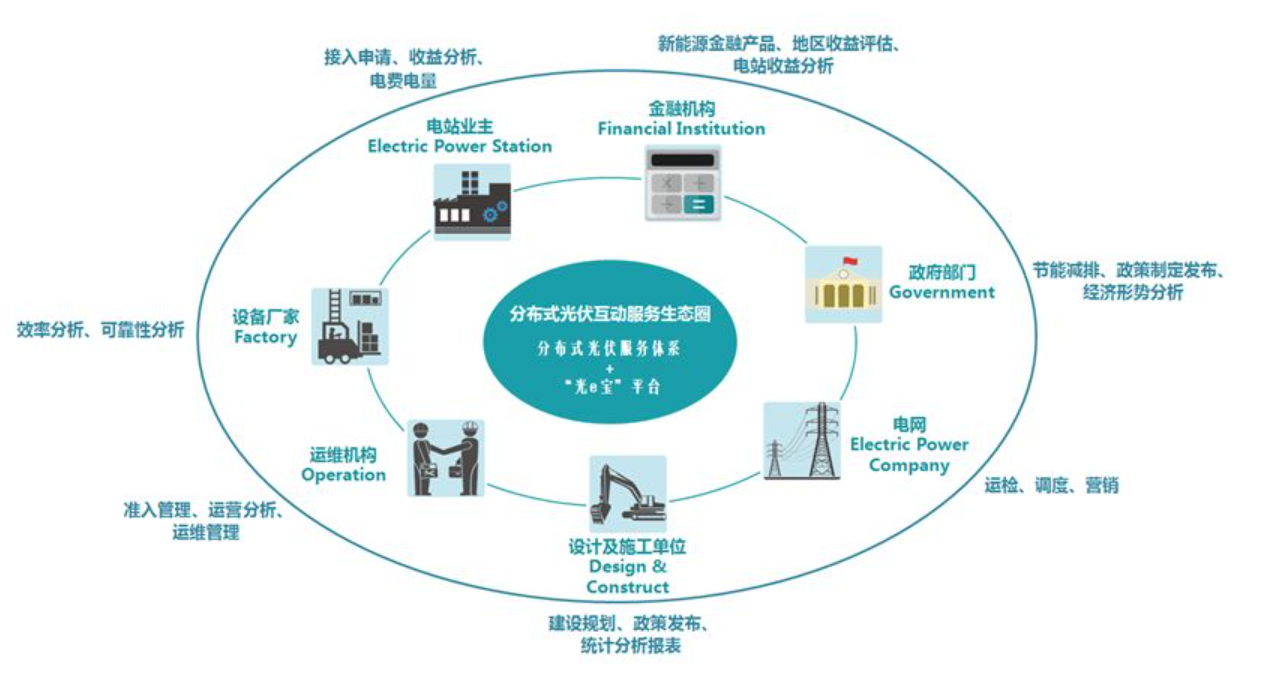 接入申请、收益分析、
电费电量
新能源金融产品、地区收益评估、
电站收益分析
金融机构
Financial Institution
电站业主
Electric Power Station
政府部门
Government
节能减排、政策制定发布、
经济形势分析
设备厂家
Factory
效率分析、可靠性分析
分布式光伏互动服务生态圈
分布式光伏服务体系
+
“光e宝”平台
电网
Electric Power
Company
运维机构
Operation
运检、调度、营销
准入管理、运营分析、
运维管理
设计及施工单位
Design &
Construct
建设规划、政策发布、
统计分析报表